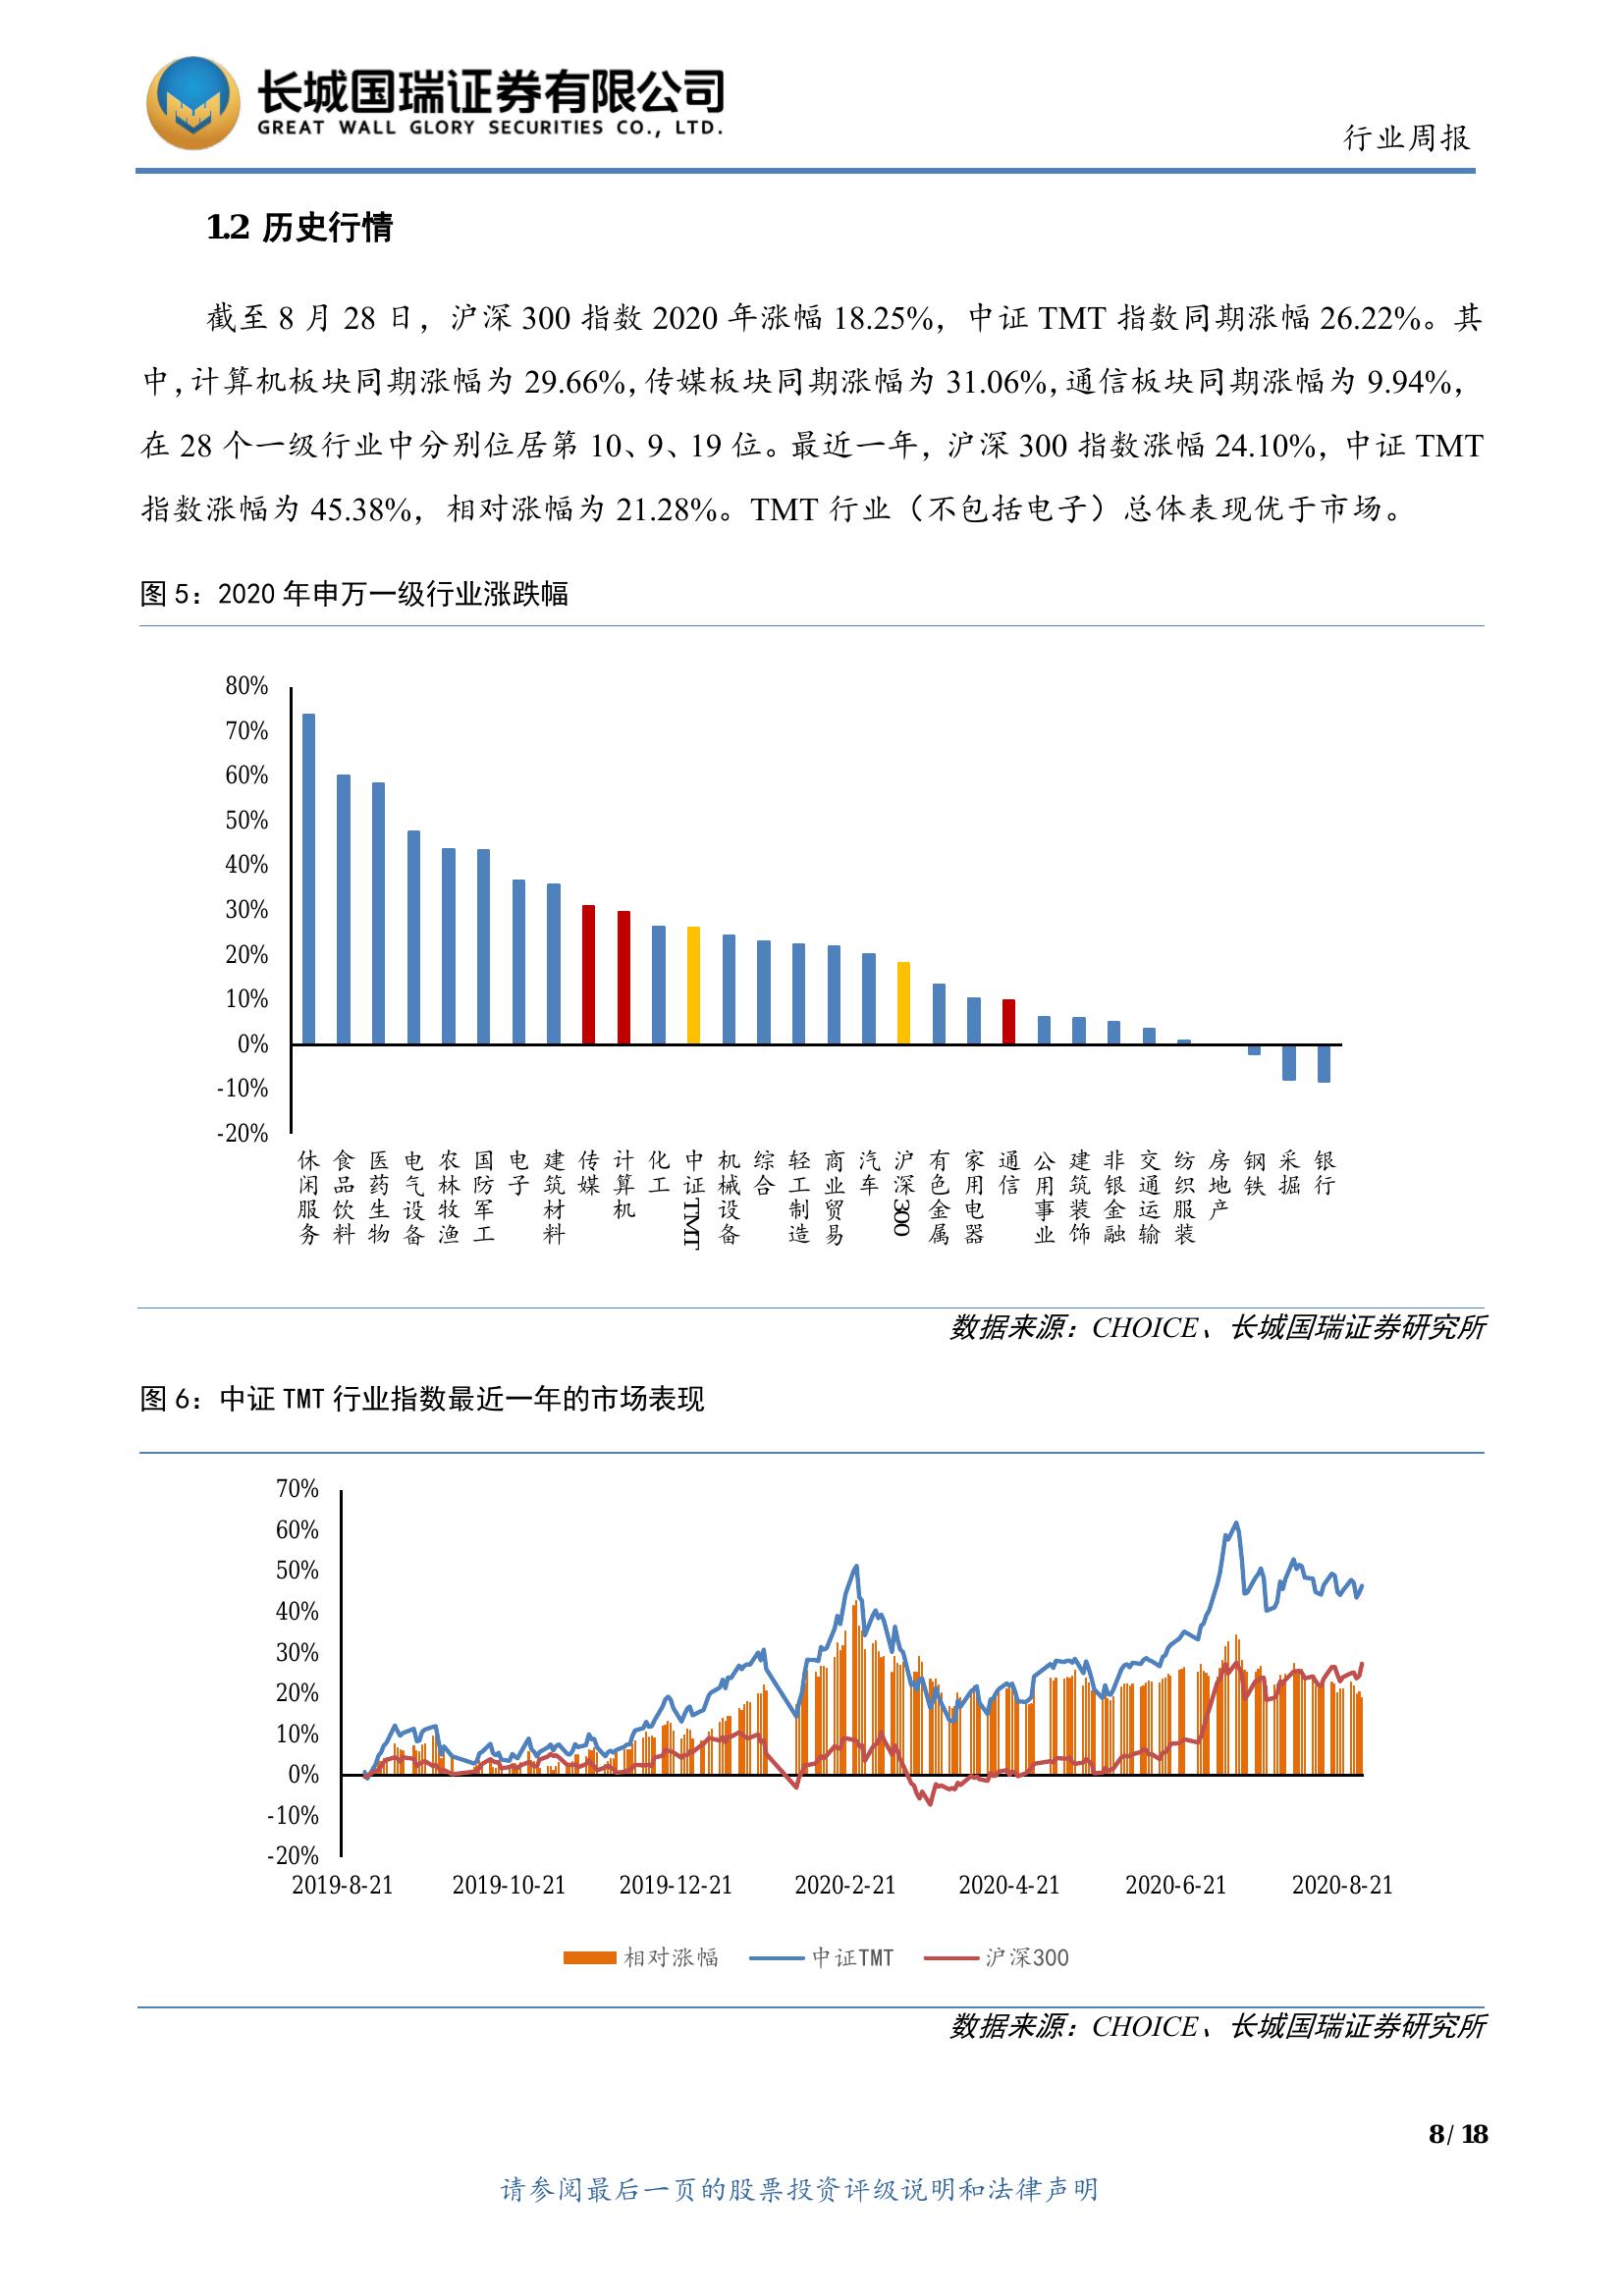 长城国瑞证券有限公司
GREAT WALL GLORY SECURITIES CO., LTD.
行业周报
1.2 历史行情
截至 8 月 28 日，沪深 300 指数 2020 年涨幅 18.25%，中证 TMT 指数同期涨幅 26.22%。其
中，计算机板块同期涨幅为 29.66%，传媒板块同期涨幅为 31.06%，通信板块同期涨幅为 9.94%，
在 28 个一级行业中分别位居第 10、9、19 位。最近一年，沪深 300 指数涨幅 24.10%，中证 TMT
指数涨幅为 45.38%，相对涨幅为 21.28%。TMT 行业（不包括电子）总体表现优于市场。
图 5：2020 年申万一级行业涨跌幅
80%
70%
60%
50%
40%
30%
20%
10%
0%
-10%
-20%
休闲服务
食品饮料
医药生物
电气设备
农林牧渔
国防军工
电子
建筑材料
传媒
计算机
化工
中证TMT
机械设备
综合
轻工制造
商业贸易
汽车
沪深300
有色金属
家用电器
通信
公用事业
建筑装饰
非银金融
交通运输
纺织服装
房地产
钢铁
采掘
银行
数据来源：CHOICE、长城国瑞证券研究所
图 6：中证 TMT 行业指数最近一年的市场表现
70%
60%
50%
40%
30%
20%
10%
0%
-10%
-20%
2019-8-21 2019-10-21 2019-12-21 2020-2-21 2020-4-21 2020-6-21 2020-8-21
相对涨幅 中证TMT 沪深300
数据来源：CHOICE、长城国瑞证券研究所
8 / 18
请参阅最后一页的股票投资评级说明和法律声明